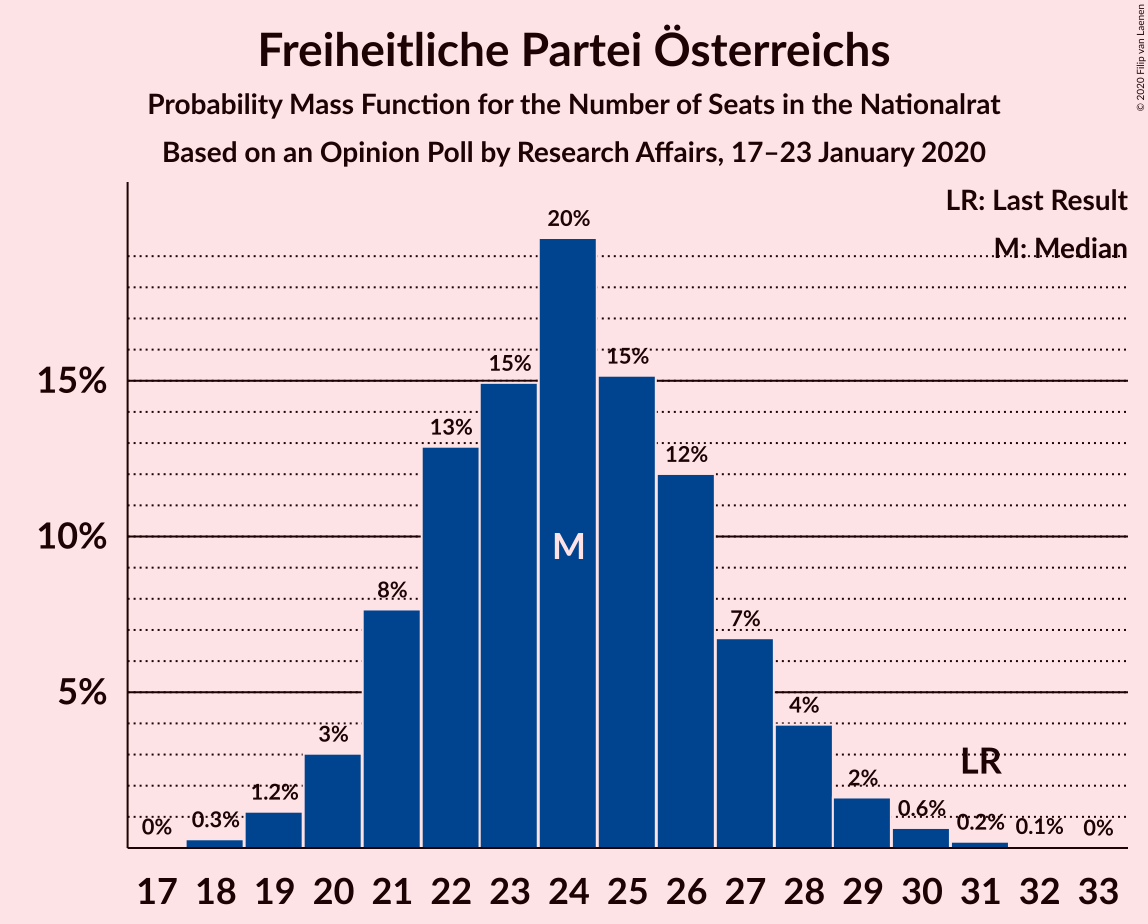 Freiheitliche Partei Österreichs
Probability Mass Function for the Number of Seats in the Nationalrat
Based on an Opinion Poll by Research Affairs, 17–23 January 2020
© 2020 Filip van Laenen
LR: Last Result
M: Median
20%
15%
15%
15%
13%
12%
10%
M
8%
7%
5%
4%
3%
LR
2%
1.2%
0.6%
0.3%
0.2%
0.1%
0%
0%
17 18 19 20 21 22 23 24 25 26 27 28 29 30 31 32 33